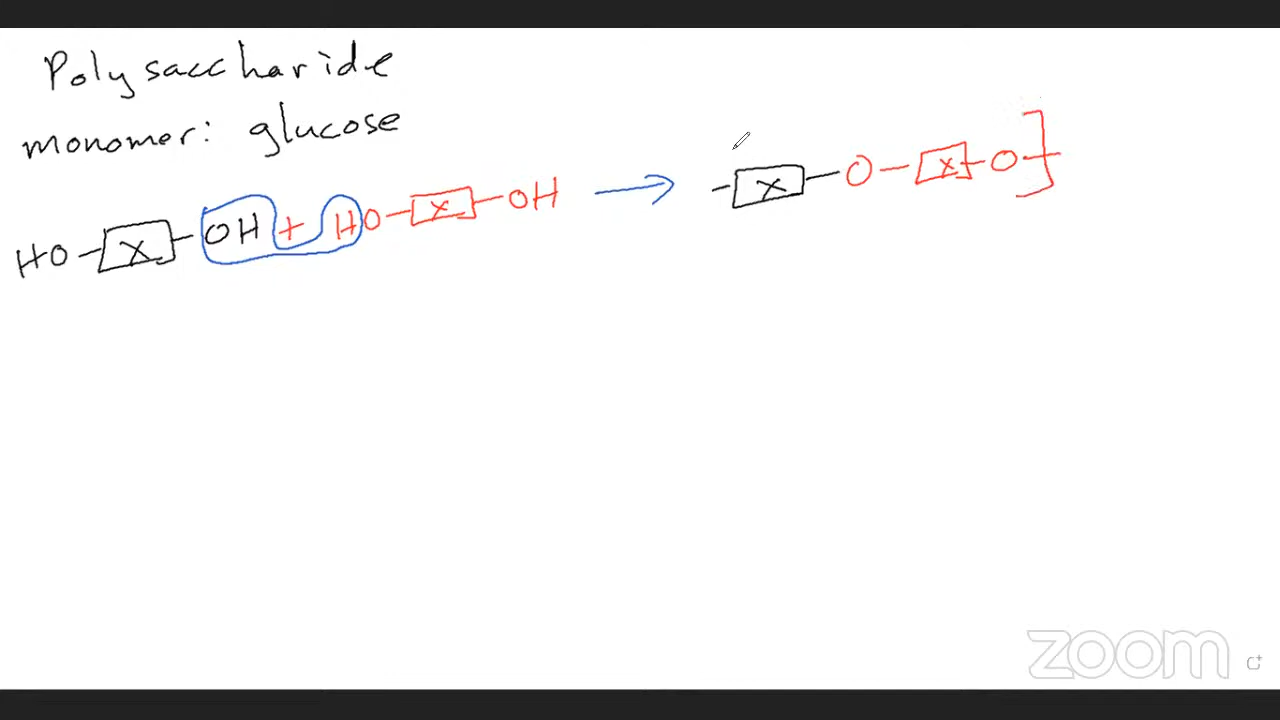 Polysaccharide
monomer: glucose
HO-X-OH + HO-X-OH → -X-O-X-O-]
zoom